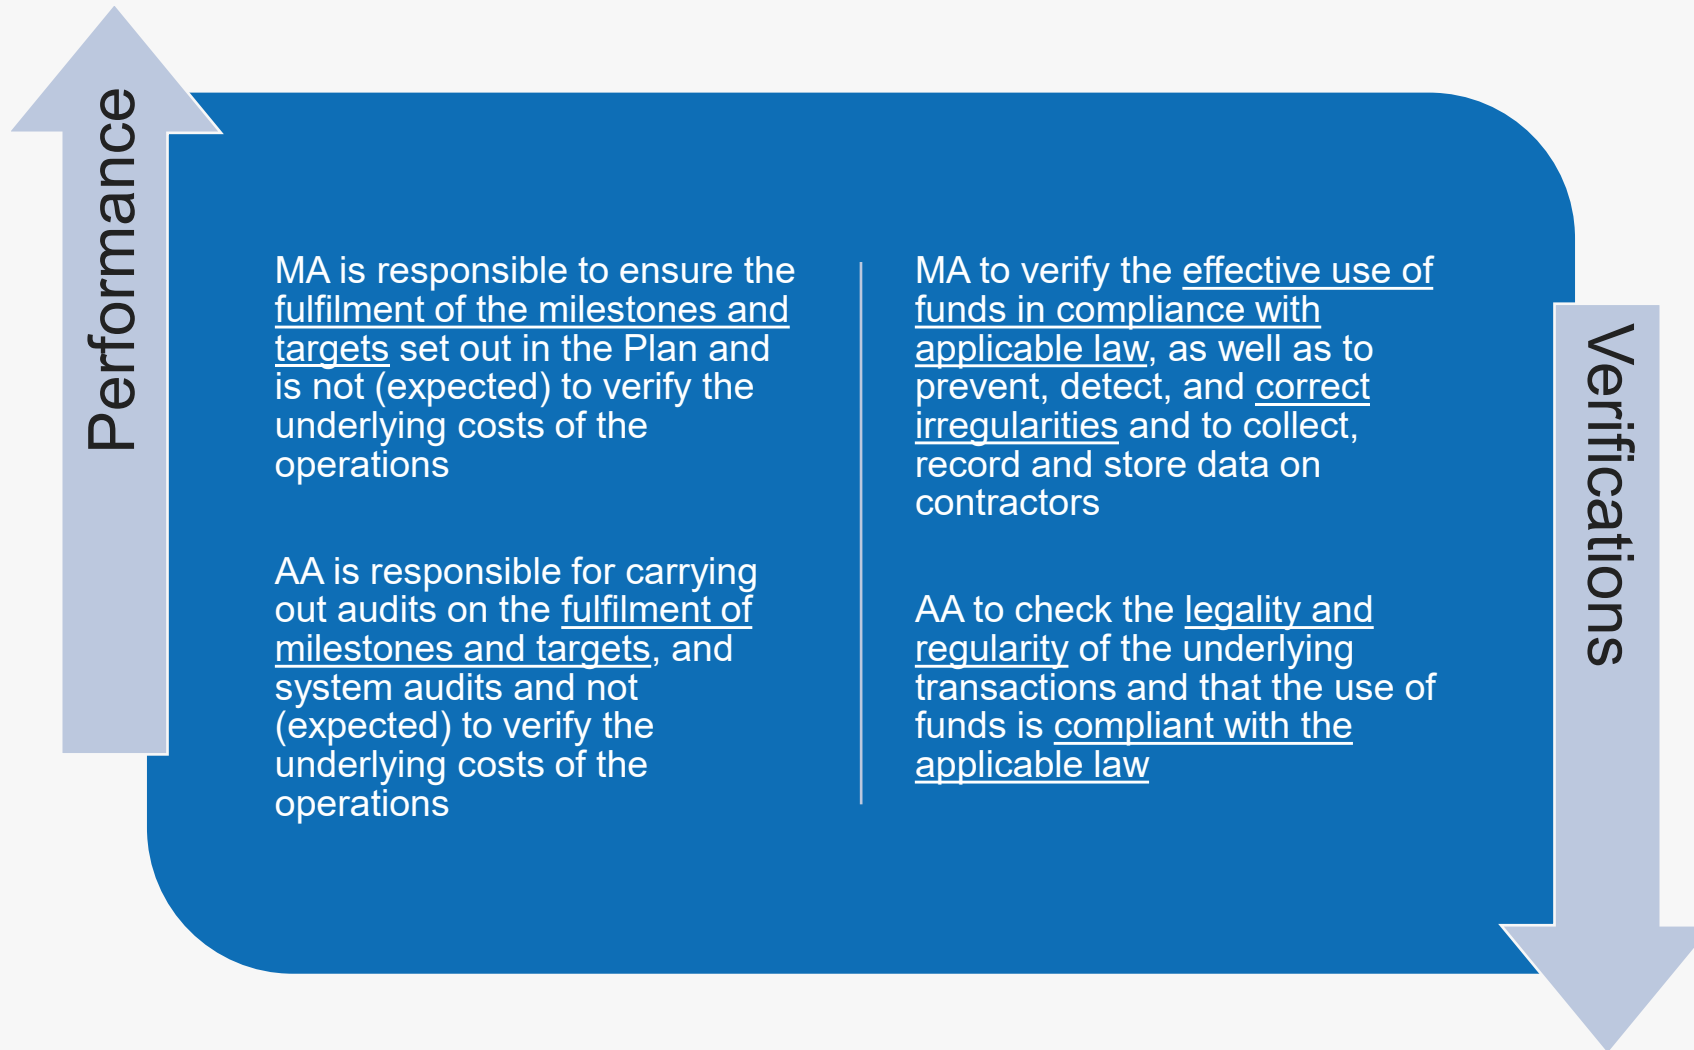 Performance
MA is responsible to ensure the
fulfilment of the milestones and
targets set out in the Plan and
is not (expected) to verify the
underlying costs of the
operations
AA is responsible for carrying
out audits on the fulfilment of
milestones and targets, and
system audits and not
(expected) to verify the
underlying costs of the
operations
MA to verify the effective use of
funds in compliance with
applicable law, as well as to
prevent, detect, and correct
irregularities and to collect,
record and store data on
contractors
AA to check the legality and
regularity of the underlying
transactions and that the use of
funds is compliant with the
applicable law
Verifications